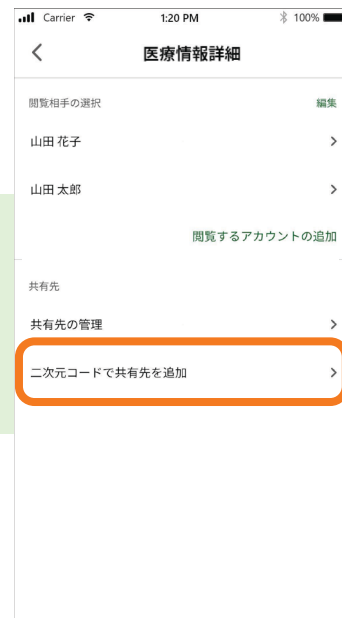 Carrier 1:20 PM 100%
医療情報詳細
閲覧相手の選択 編集
山田 花子
山田 太郎
閲覧するアカウントの追加
共有先
共有先の管理
二次元コードで共有先を追加